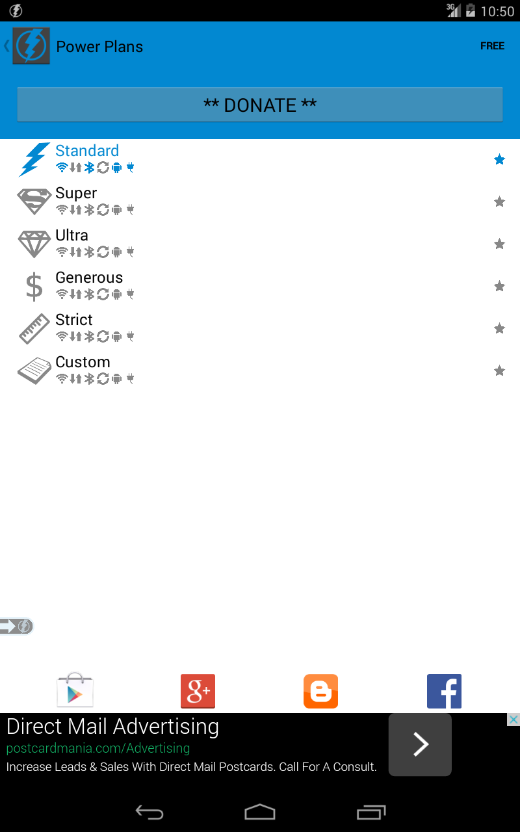 3G
10:50
Power Plans
FREE
** DONATE **
Standard
Super
Ultra
$
Generous
Strict
Custom
g+
f
Direct Mail Advertising
postcardmania.com/Advertising
Increase Leads & Sales With Direct Mail Postcards. Call For A Consult.